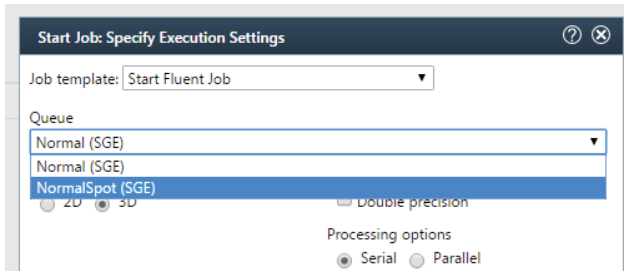 Start Job: Specify Execution Settings
Job template: Start Fluent Job
Queue
Normal (SGE)
Normal (SGE)
NormalSpot (SGE)
2D 3D Double precision
Processing options
Serial Parallel